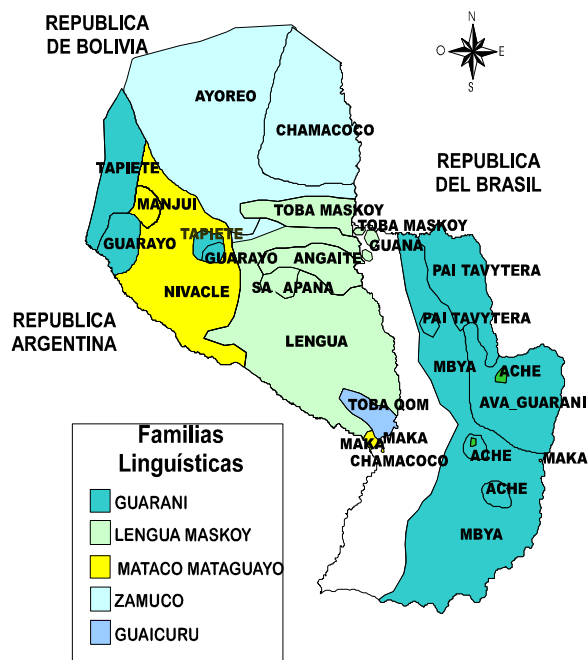 REPUBLICA
DE BOLIVIA
N
O
E
S
AYOREO
CHAMACOCO
REPUBLICA
DEL BRASIL
TAPIETE
MANJUI
TOBA MASKOY
TOBA MASKOY
TAPIETE
GUARAYO
GUARAYO
ANGAITE
GUANA
PAI TAVYTERA
SA APANA
NIVACLE
REPUBLICA
ARGENTINA
PAI TAVYTERA
LENGUA
MBYA
ACHE
AVA_GUARANI
TOBA QOM
MAKA
MAKA
CHAMACOCO
ACHE
MAKA
ACHE
MBYA
Familias
Linguísticas
GUARANI
LENGUA MASKOY
MATACO MATAGUAYO
ZAMUCO
GUAICURU